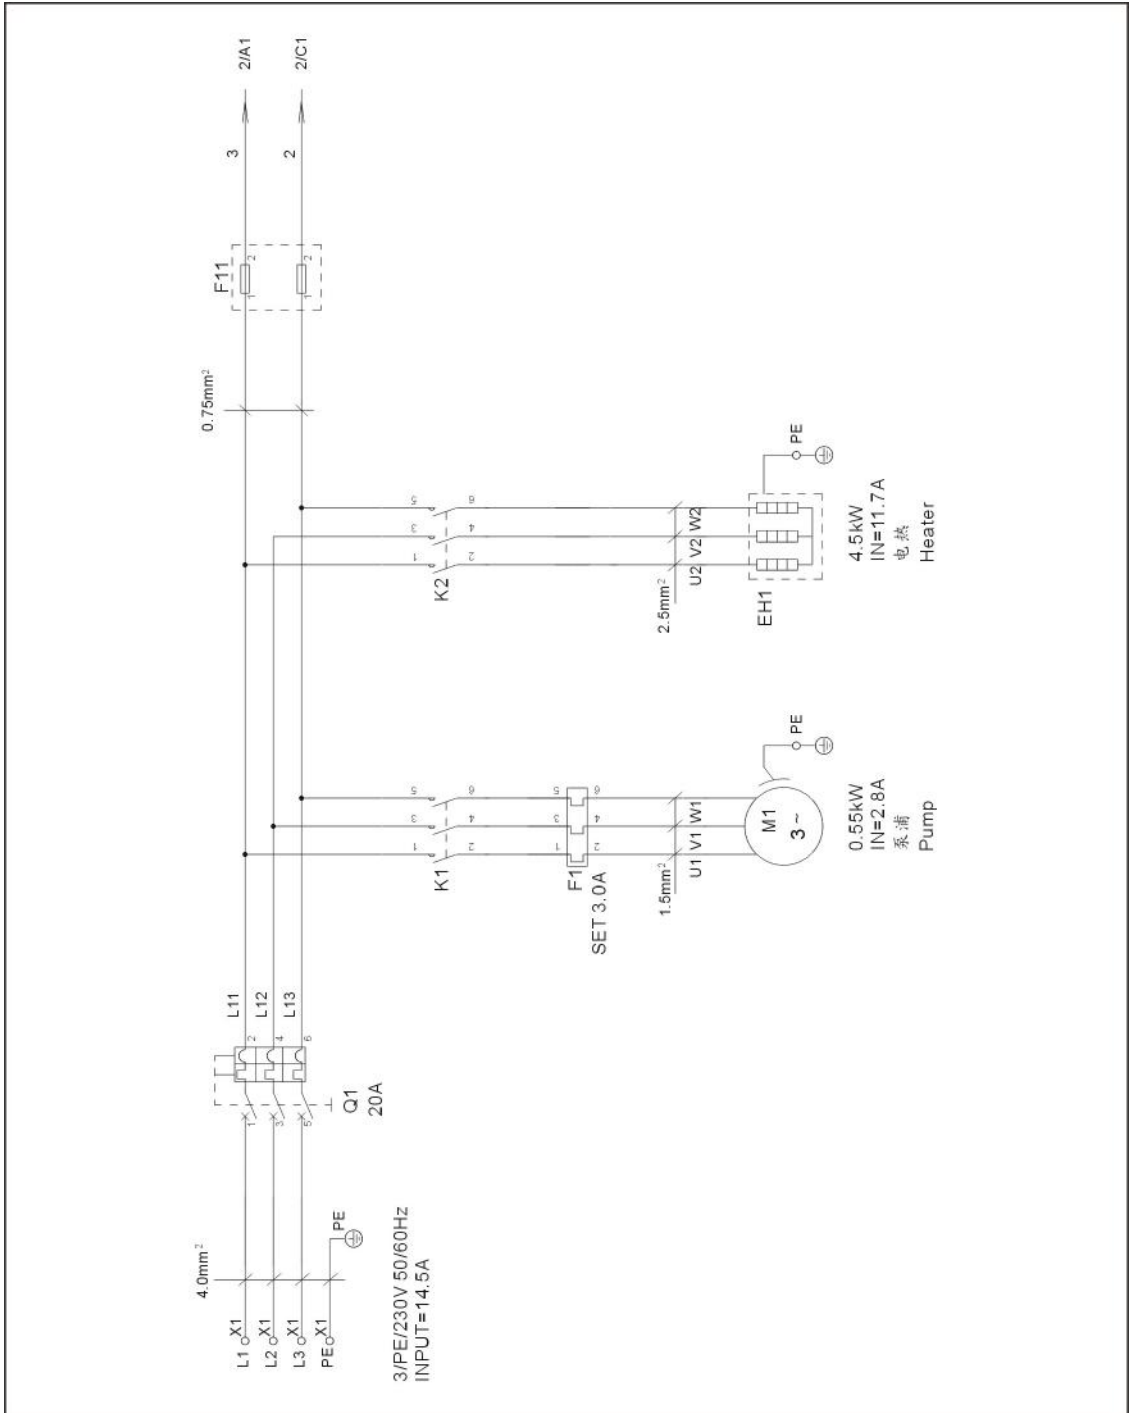 L1 X1
L2 X1
L3 X1
PE X1
3/PE/230V 50/60Hz
INPUT=14.5A
4.0mm²
PE
1
3
5
Q1
20A
2
4
6
L11
L12
L13
1 3 5
K1
2 4 6
1 3 5
F1
SET 3.0A
2 4 6
1.5mm²
U1 V1 W1
M1
3~
PE
0.55kW
IN=2.8A
泵浦
Pump
1 3 5
K2
2 4 6
2.5mm²
U2 V2 W2
EH1
PE
4.5kW
IN=11.7A
电热
Heater
0.75mm²
F11
1 2
1 2
3
2
2/A1
2/C1